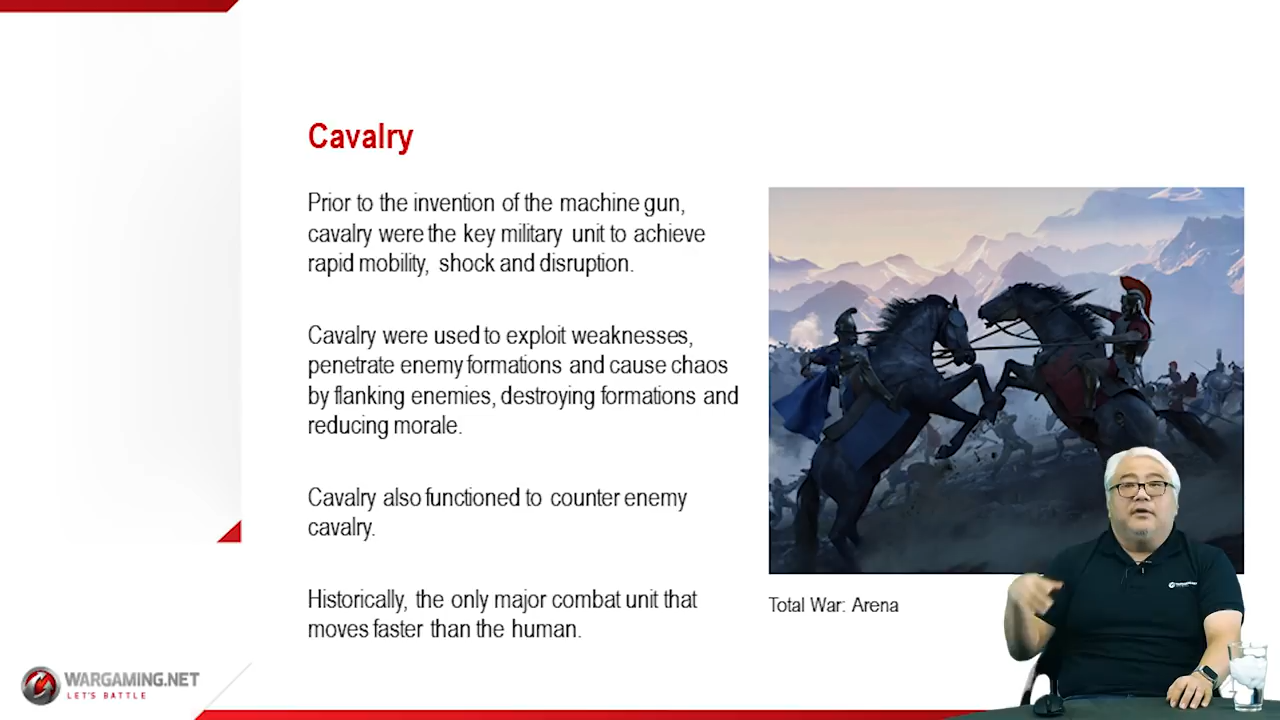 Cavalry
Prior to the invention of the machine gun,
cavalry were the key military unit to achieve
rapid mobility, shock and disruption.
Cavalry were used to exploit weaknesses,
penetrate enemy formations and cause chaos
by flanking enemies, destroying formations and
reducing morale.
Cavalry also functioned to counter enemy
cavalry.
Historically, the only major combat unit that
moves faster than the human.
Total War: Arena
WARGAMING.NET
LET'S BATTLE